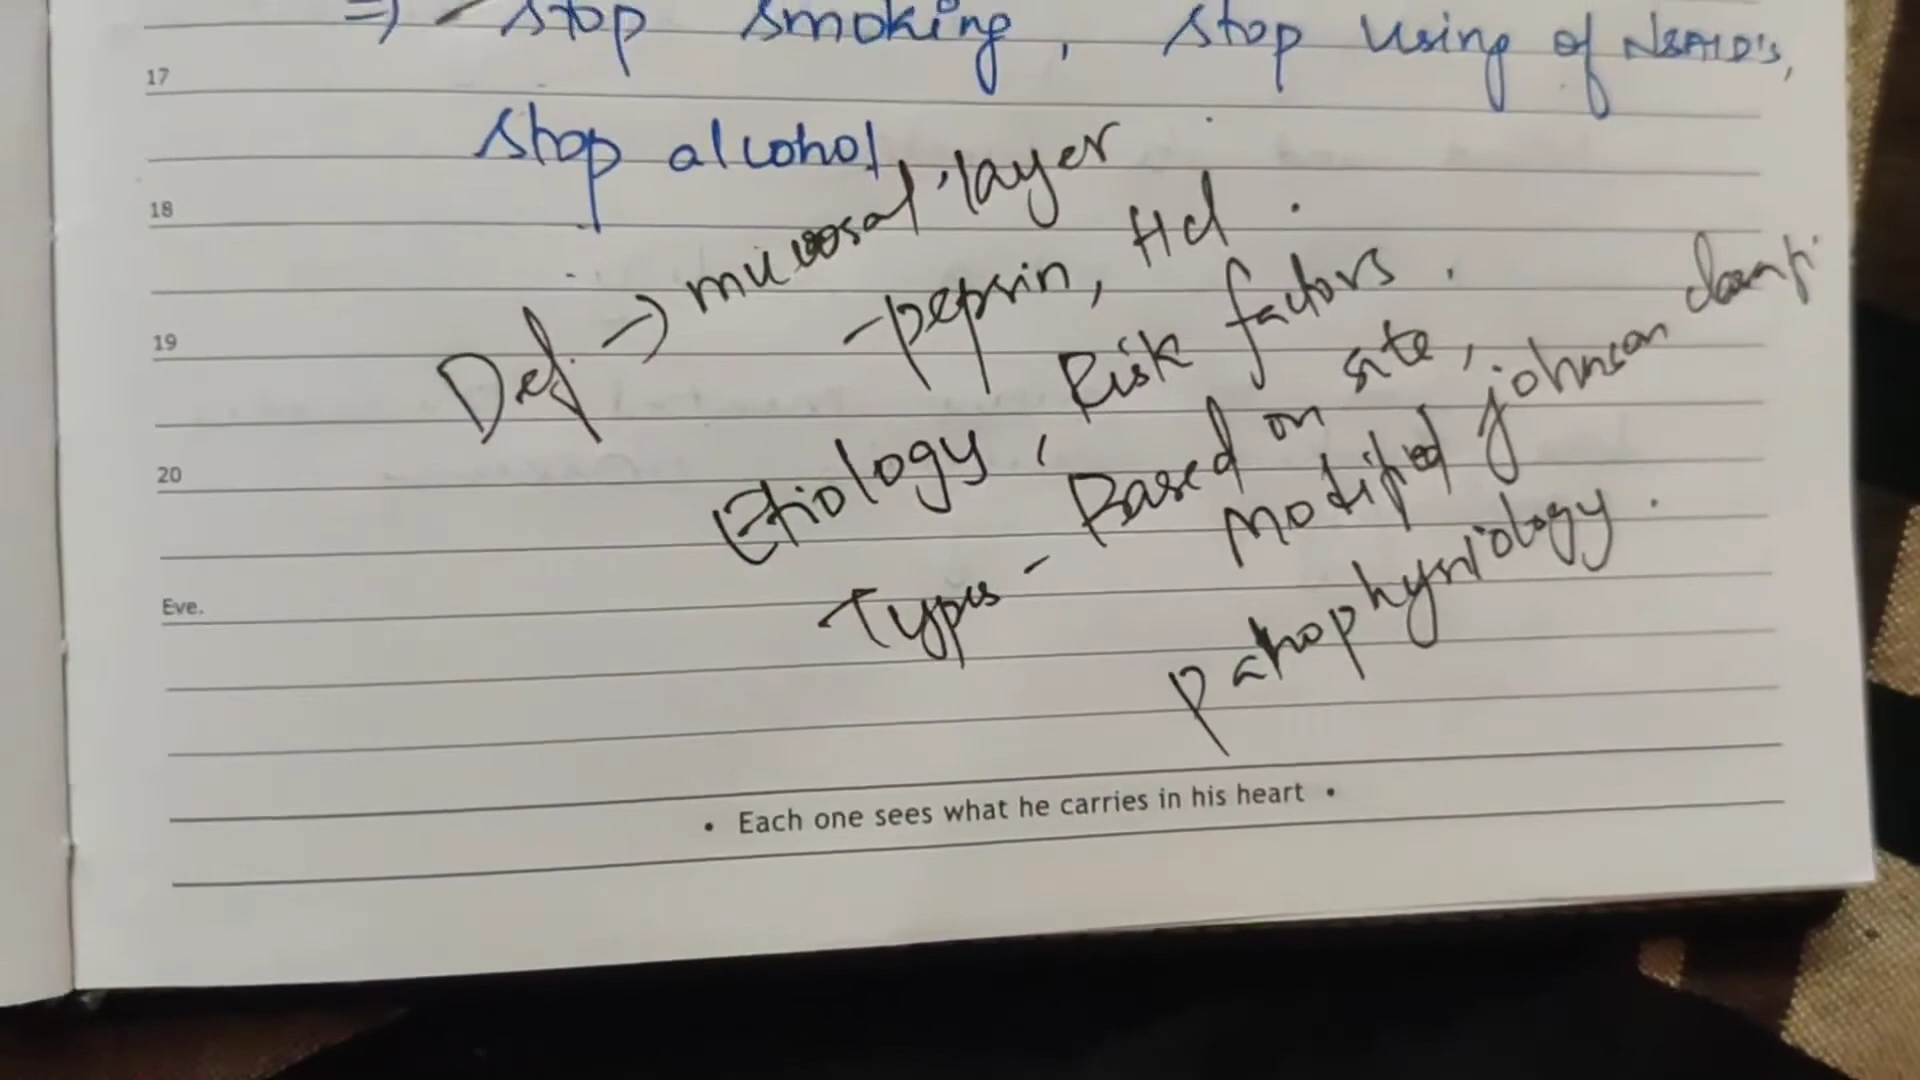 => - Stop smoking, stop using of NSAID's,
17
stop alcohol,
18
Def. -> mucosal layer
- pepsin, Hcl.
19
Etiology, Risk factors.
20
Types - Based on site,
modified johnson
pathophysiology.
Eve.
• Each one sees what he carries in his heart •